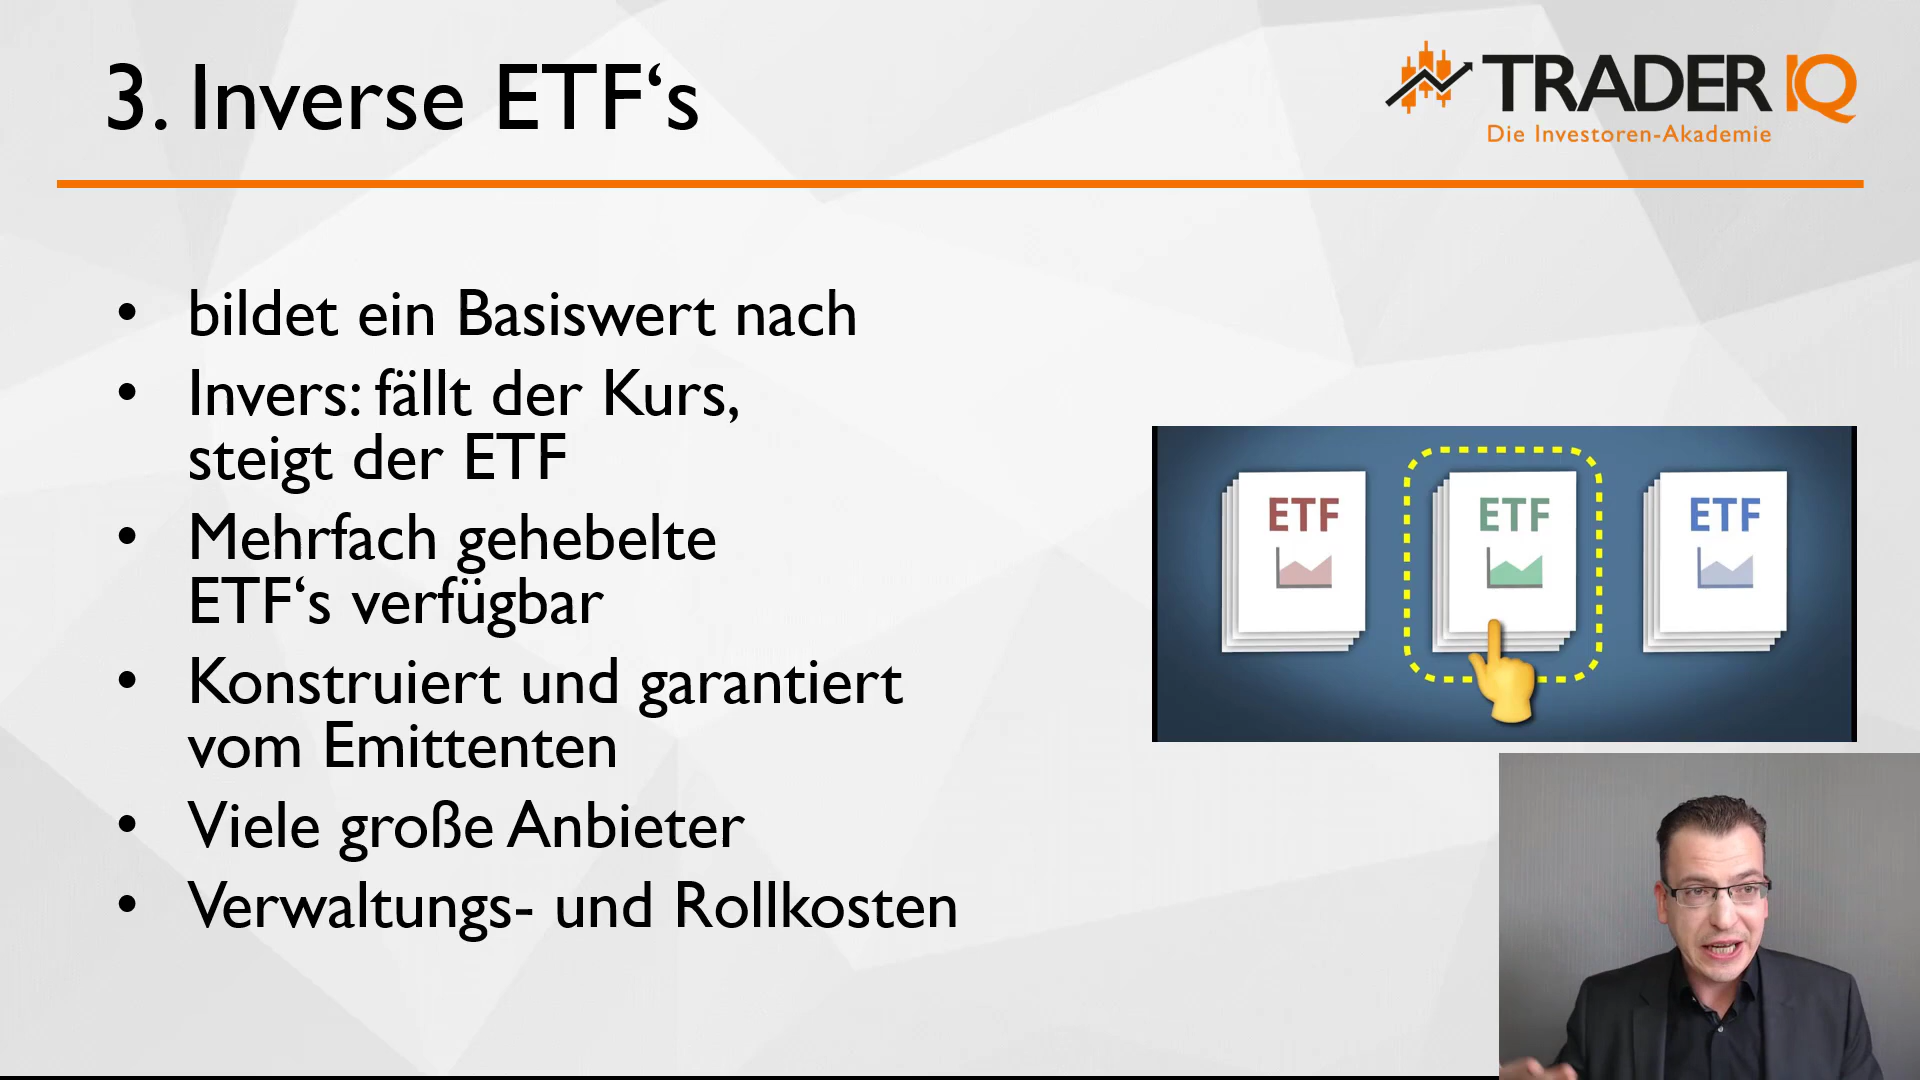 3. Inverse ETF‘s
TRADER IQ
Die Investoren-Akademie
• bildet ein Basiswert nach
• Invers: fällt der Kurs,
steigt der ETF
• Mehrfach gehebelte
ETF‘s verfügbar
• Konstruiert und garantiert
vom Emittenten
• Viele große Anbieter
• Verwaltungs- und Rollkosten
ETF
ETF
ETF